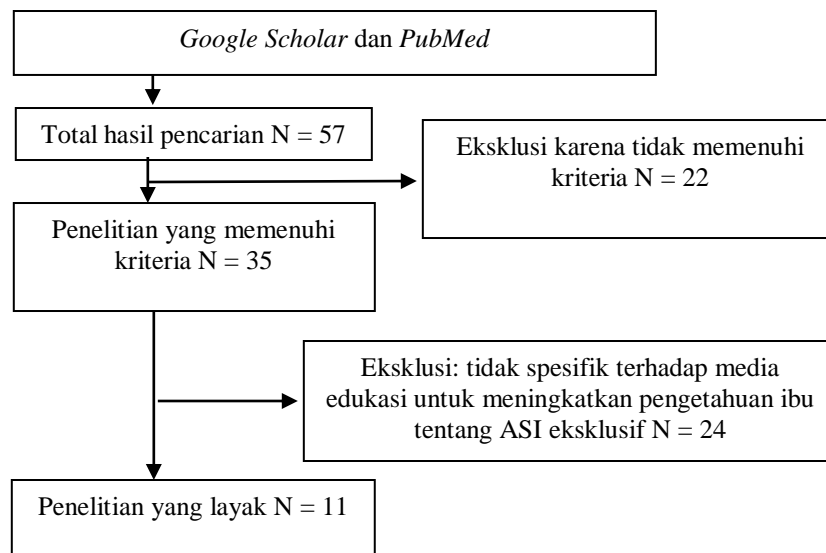 Google Scholar dan PubMed
Total hasil pencarian N = 57
Eksklusi karena tidak memenuhi
kriteria N = 22
Penelitian yang memenuhi
kriteria N = 35
Eksklusi: tidak spesifik terhadap media
edukasi untuk meningkatkan pengetahuan ibu
tentang ASI eksklusif N = 24
Penelitian yang layak N = 11